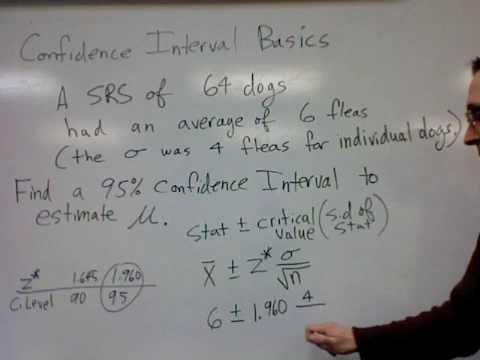 Confidence Interval Basics
A SRS of 64 dogs
had an average of 6 fleas
(the σ was 4 fleas for individual dogs.)
Find a 95% Confidence Interval to
estimate μ.
stat ± critical value (s.d of stat)
x̄ ± z* σ/√n
z* 1.645 1.960
C. Level 90 95
6 ± 1.960 4/